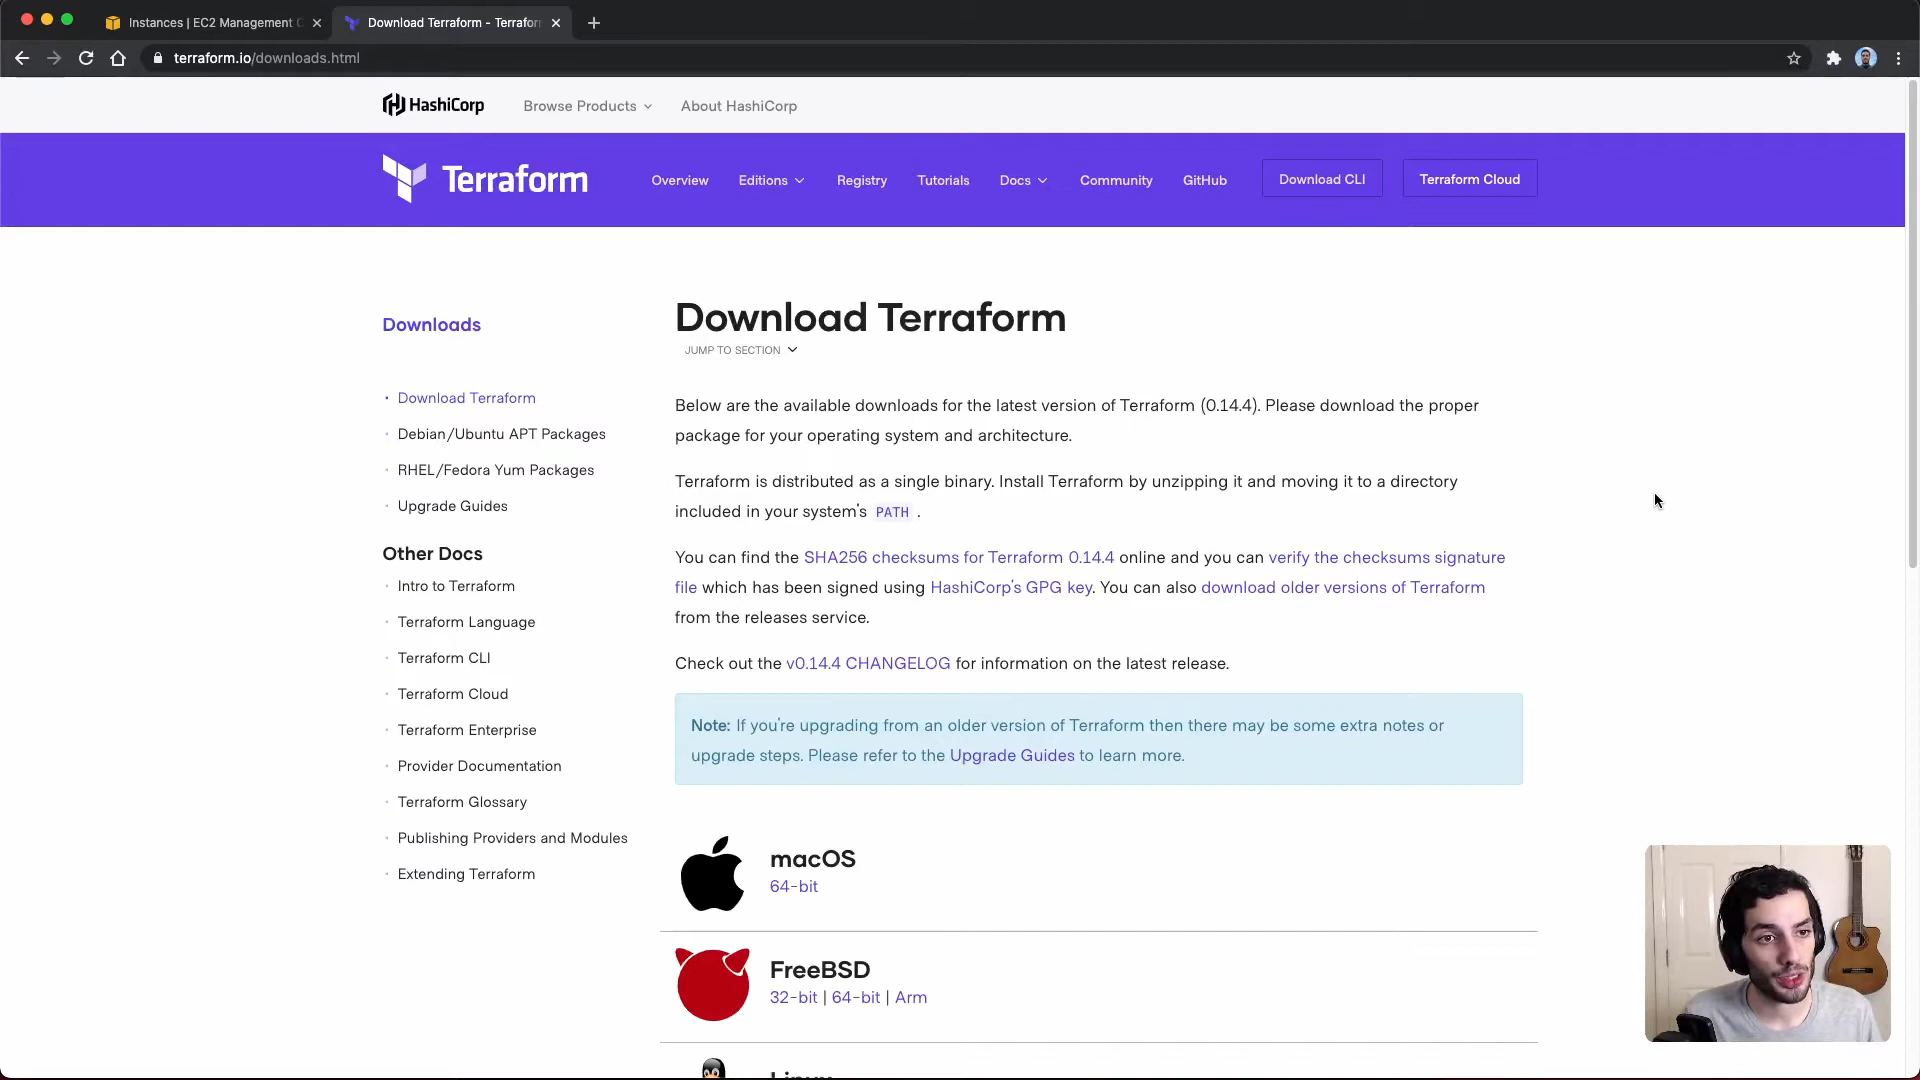 Instances | EC2 Management C
Download Terraform - Terrafor
terraform.io/downloads.html
HashiCorp
Browse Products
About HashiCorp
Terraform
Overview
Editions
Registry
Tutorials
Docs
Community
GitHub
Download CLI
Terraform Cloud
Downloads
Download Terraform
Debian/Ubuntu APT Packages
RHEL/Fedora Yum Packages
Upgrade Guides
Other Docs
Intro to Terraform
Terraform Language
Terraform CLI
Terraform Cloud
Terraform Enterprise
Provider Documentation
Terraform Glossary
Publishing Providers and Modules
Extending Terraform
Download Terraform
JUMP TO SECTION
Below are the available downloads for the latest version of Terraform (0.14.4). Please download the proper
package for your operating system and architecture.
Terraform is distributed as a single binary. Install Terraform by unzipping it and moving it to a directory
included in your system's PATH .
You can find the SHA256 checksums for Terraform 0.14.4 online and you can verify the checksums signature
file which has been signed using HashiCorp's GPG key. You can also download older versions of Terraform
from the releases service.
Check out the v0.14.4 CHANGELOG for information on the latest release.
Note: If you're upgrading from an older version of Terraform then there may be some extra notes or
upgrade steps. Please refer to the Upgrade Guides to learn more.
macOS
64-bit
FreeBSD
32-bit | 64-bit | Arm
Linux